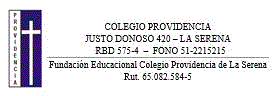 PROVIDENCIA
COLEGIO PROVIDENCIA
JUSTO DONOSO 420 – LA SERENA
RBD 575-4 – FONO 51-2215215
Fundación Educacional Colegio Providencia de La Serena
Rut. 65.082.584-5